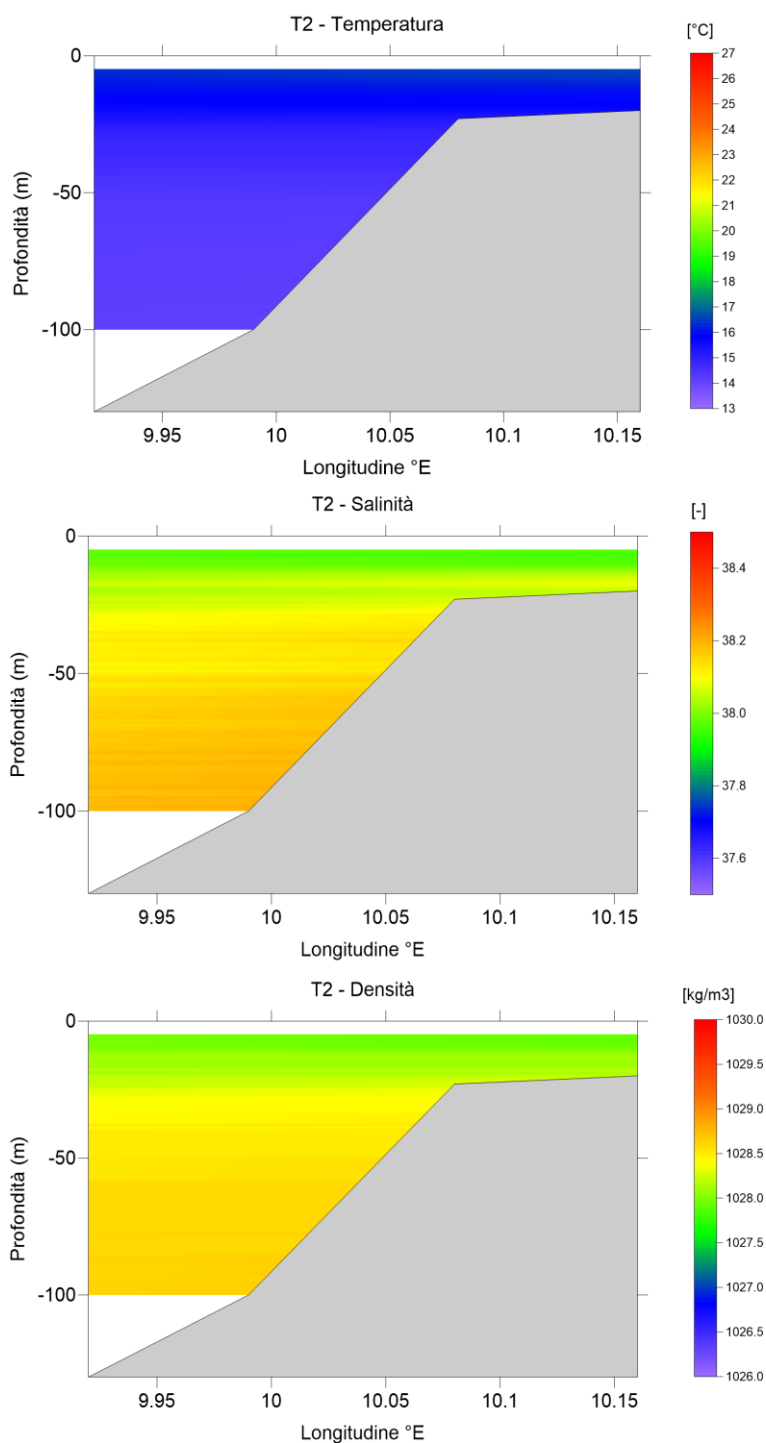 T2 - Temperatura
[°C]
0
-50
-100
Profondità (m)
9.95 10 10.05 10.1 10.15
Longitudine °E
27
26
25
24
23
22
21
20
19
18
17
16
15
14
13
T2 - Salinità
[-]
0
-50
-100
Profondità (m)
9.95 10 10.05 10.1 10.15
Longitudine °E
38.4
38.2
38.0
37.8
37.6
T2 - Densità
[kg/m3]
0
-50
-100
Profondità (m)
9.95 10 10.05 10.1 10.15
Longitudine °E
1030.0
1029.5
1029.0
1028.5
1028.0
1027.5
1027.0
1026.5
1026.0